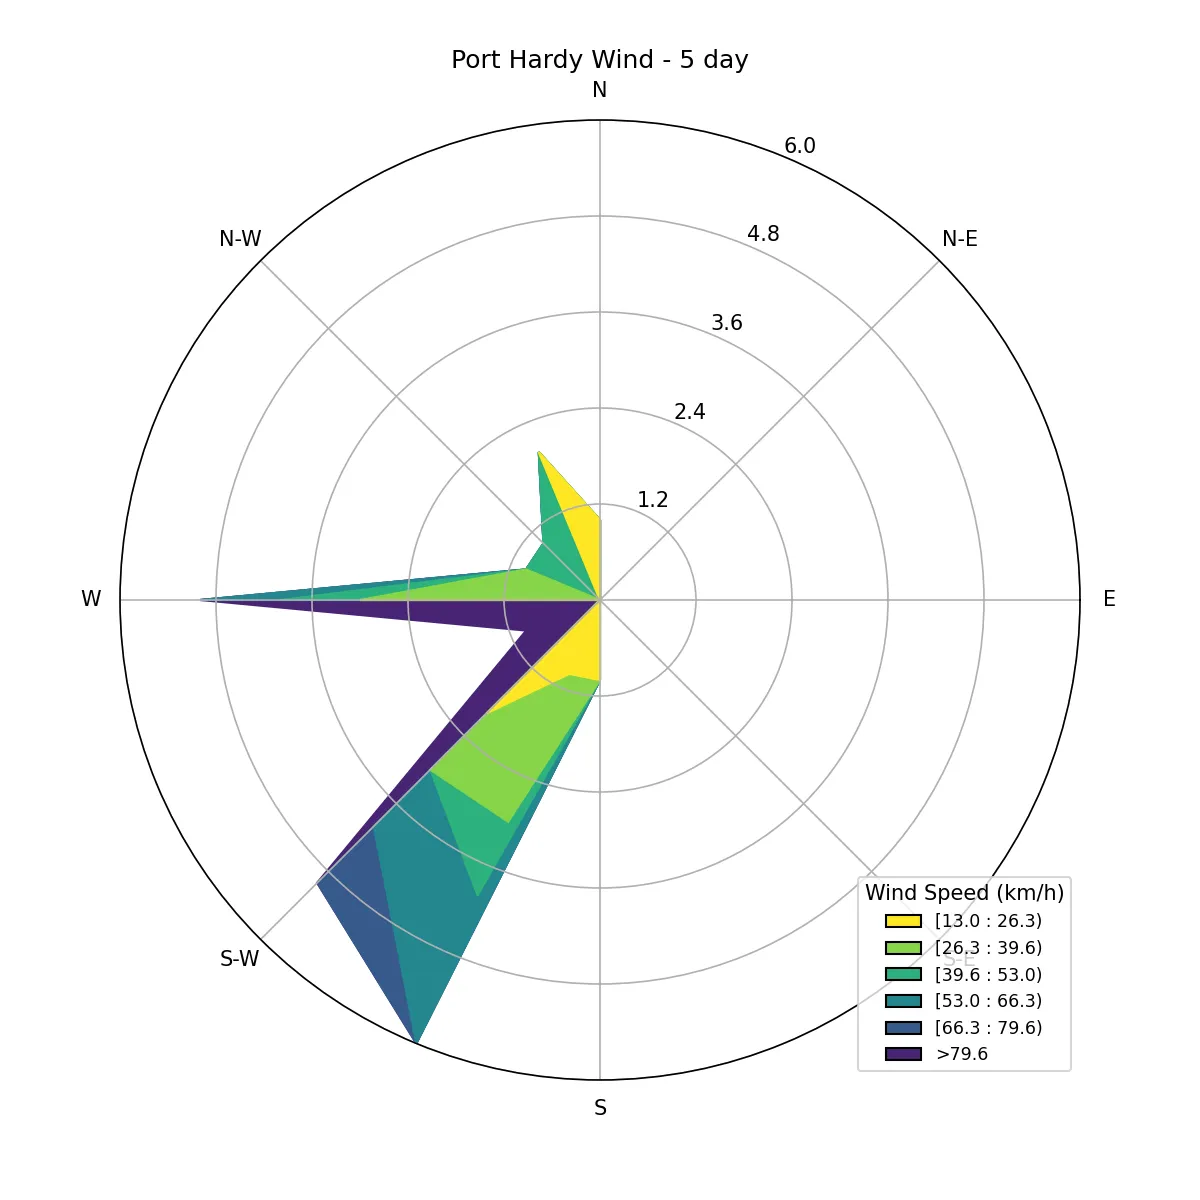 Port Hardy Wind - 5 day
N
6.0
N-W
4.8
N-E
3.6
2.4
1.2
W
E
S-W
S-E
S
Wind Speed (km/h)
[13.0 : 26.3)
[26.3 : 39.6)
[39.6 : 53.0)
[53.0 : 66.3)
[66.3 : 79.6)
>79.6